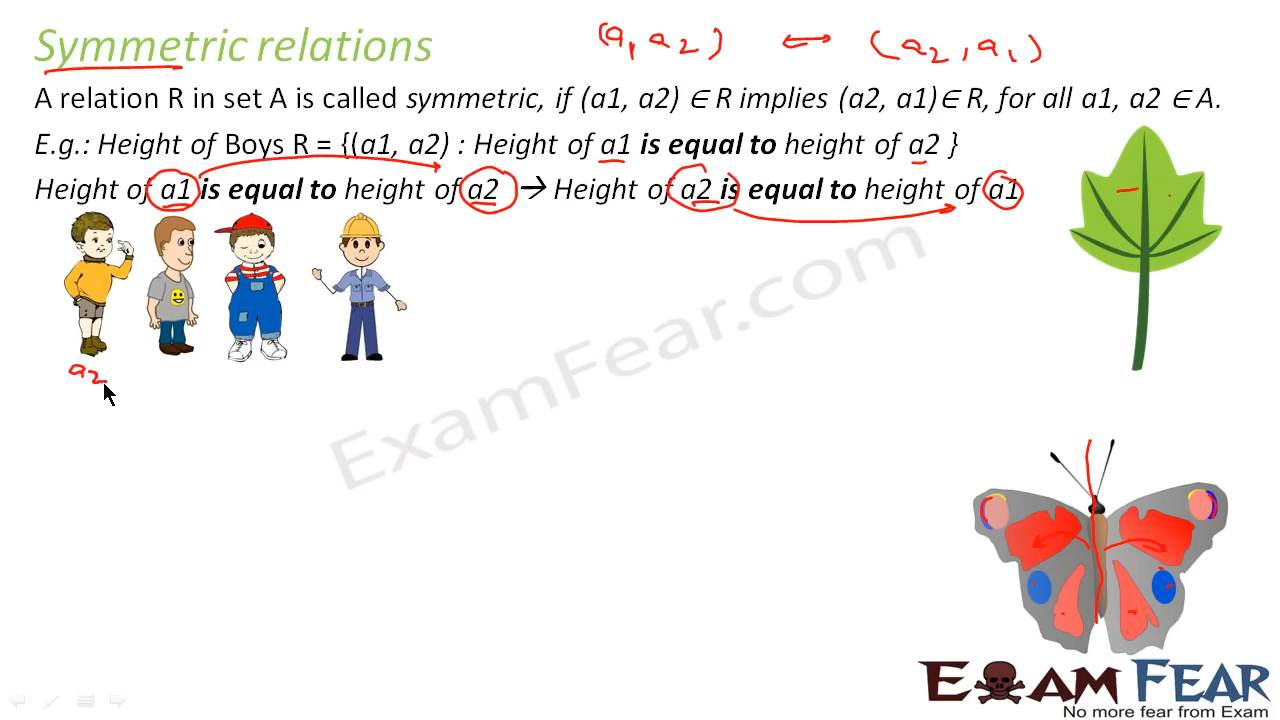 Symmetric relations
(a1 a2) ↔ (a2, a1)
A relation R in set A is called symmetric, if (a1, a2) ∈ R implies (a2, a1)∈ R, for all a1, a2 ∈ A.
E.g.: Height of Boys R = {(a1, a2) : Height of a1 is equal to height of a2 }
Height of a1 is equal to height of a2 → Height of a2 is equal to height of a1
a2
ExamFear.com
EXAM FEAR
No more fear from Exam